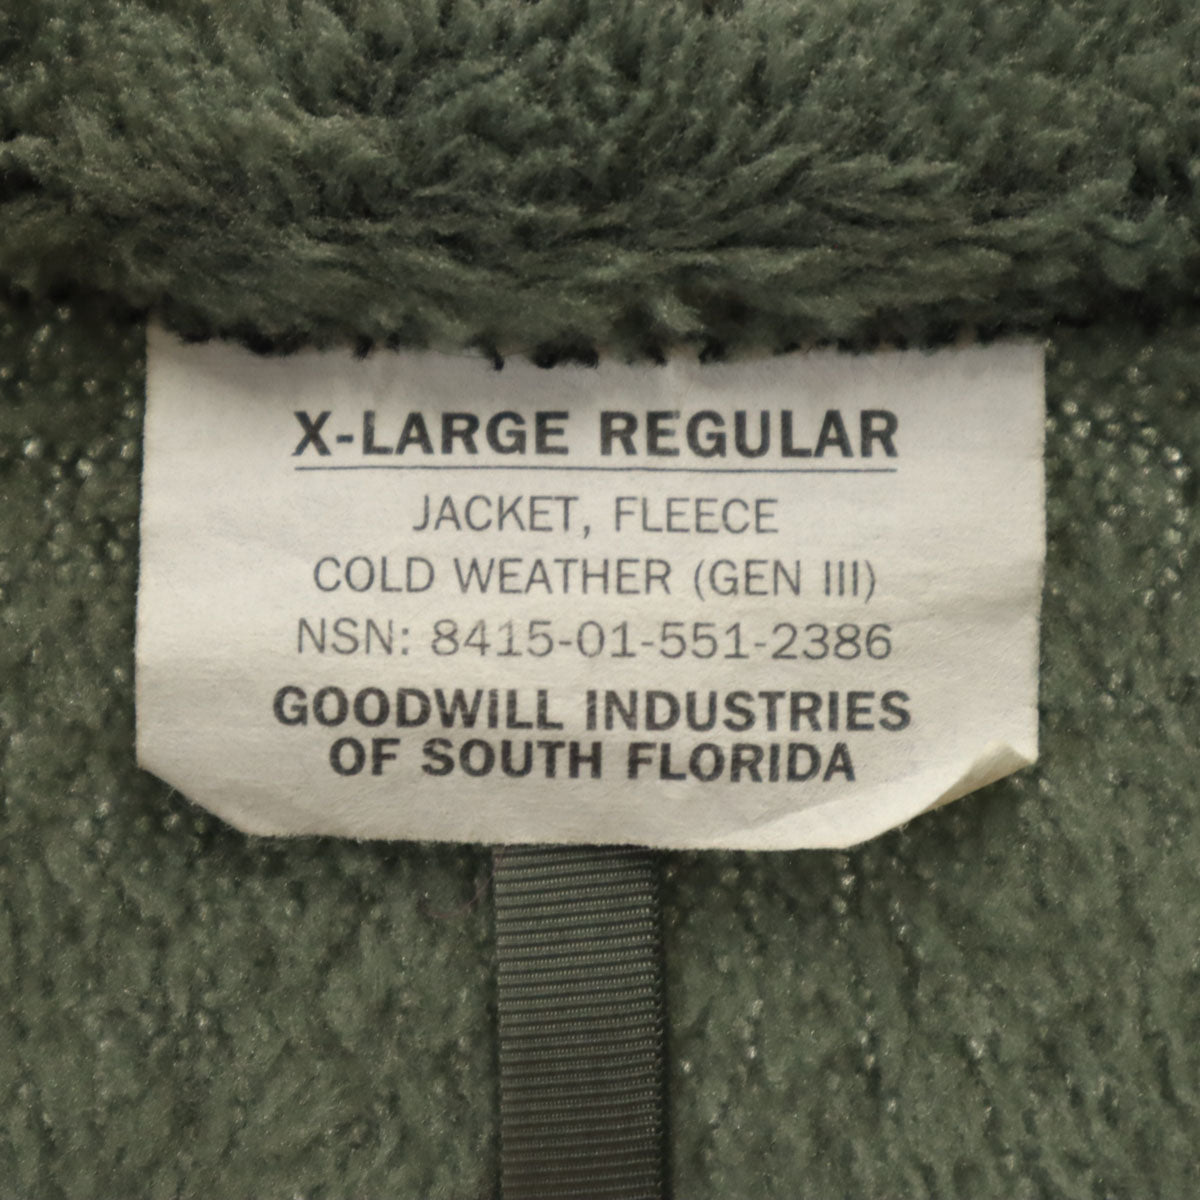 X-LARGE REGULAR
JACKET, FLEECE
COLD WEATHER (GEN III)
NSN: 8415-01-551-2386
GOODWILL INDUSTRIES
OF SOUTH FLORIDA